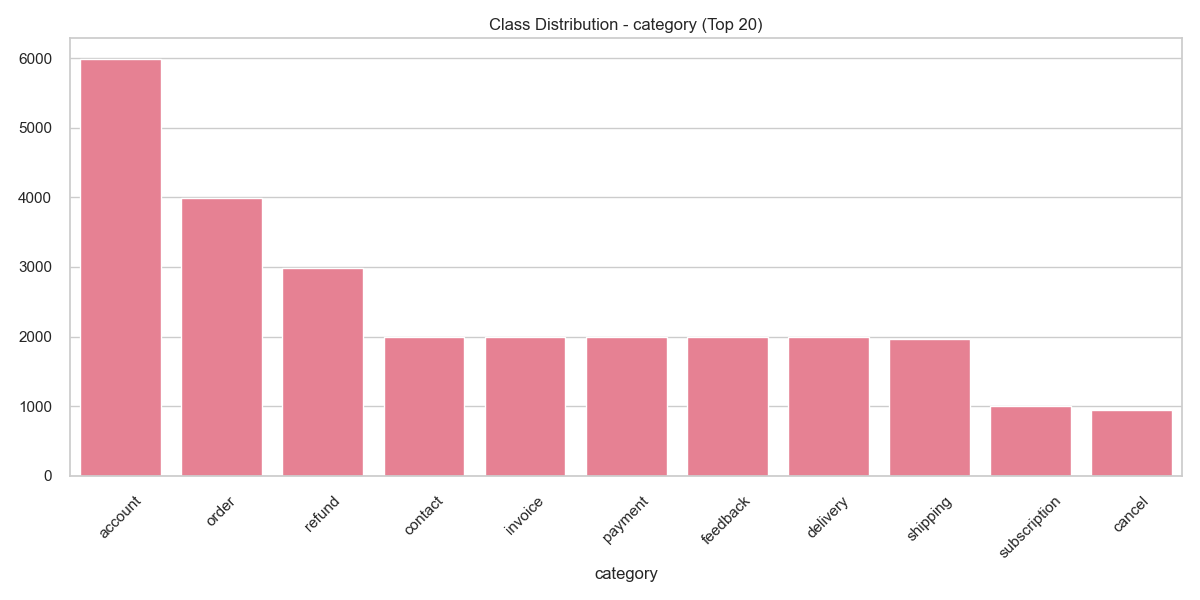 Class Distribution - category (Top 20)
6000
5000
4000
3000
2000
1000
0
account
order
refund
contact
invoice
payment
feedback
delivery
shipping
subscription
cancel
category